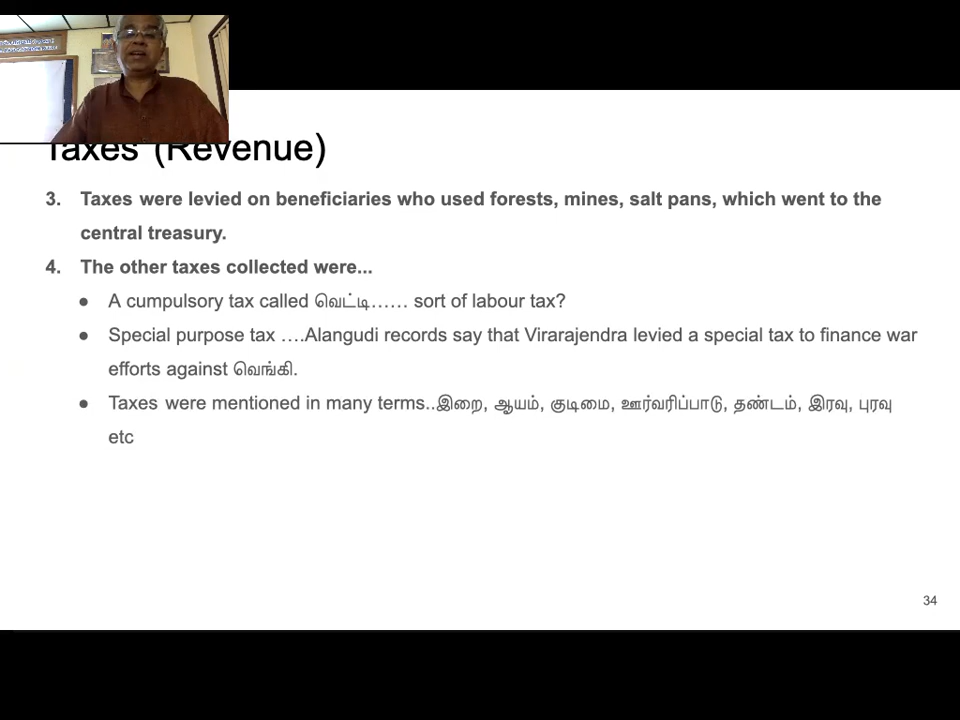 Taxes (Revenue)
3. Taxes were levied on beneficiaries who used forests, mines, salt pans, which went to the
central treasury.
4. The other taxes collected were...
● A cumpulsory tax called வெட்டி...... sort of labour tax?
● Special purpose tax ....Alangudi records say that Virarajendra levied a special tax to finance war
efforts against வெங்கி.
● Taxes were mentioned in many terms..இறை, ஆயம், குடிமை, ஊர்வரிப்பாடு, தண்டம், இரவு, புரவு
etc
34